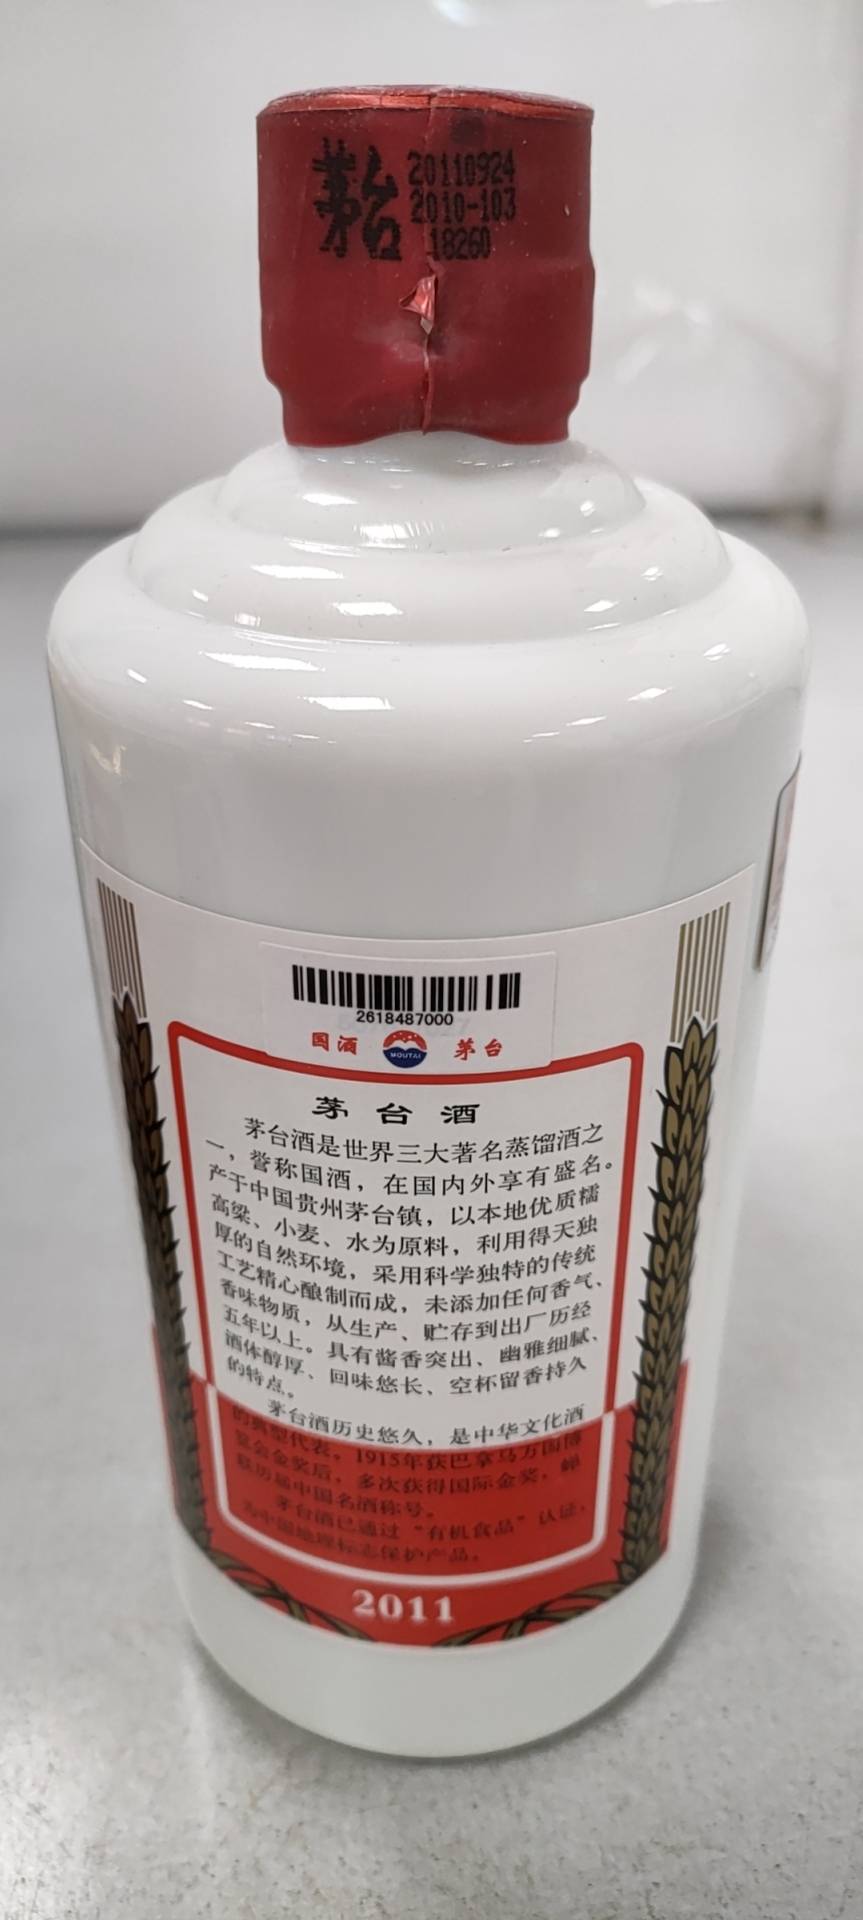 茅台 20110924
2010-103
18260
2618487000
国酒 MOUTAI 茅台
茅台酒
茅台酒是世界三大著名蒸馏酒之
一，誉称国酒，在国内外享有盛名。
产于中国贵州茅台镇，以本地优质糯
高梁、小麦、水为原料，利用得天独
厚的自然环境，采用科学独特的传统
工艺精心酿制而成，未添加任何香气、
香味物质，从生产、贮存到出厂历经
五年以上。具有酱香突出、幽雅细腻、
酒体醇厚、回味悠长、空杯留香持久
的特点。
茅台酒历史悠久，是中华文化酒
的典型代表。1915年获巴拿马万国博
览会金奖后，多次获得国际金奖，蝉
联历届中国名酒称号。
茅台酒已通过“有机食品”认证，
为中国地理标志保护产品。
2011